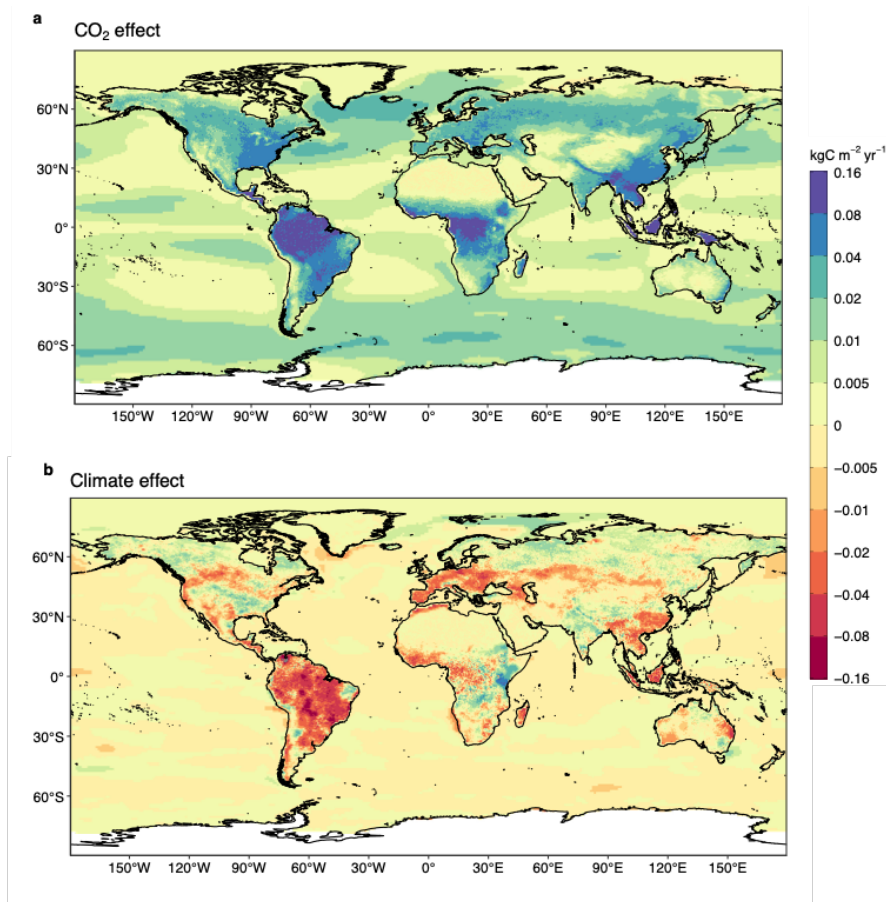 a
CO₂ effect
60°N
30°N
0°
30°S
60°S
150°W 120°W 90°W 60°W 30°W 0° 30°E 60°E 90°E 120°E 150°E
kgC m⁻² yr⁻¹
0.16
0.08
0.04
0.02
0.01
0.005
0
−0.005
−0.01
−0.02
−0.04
−0.08
−0.16
b
Climate effect
60°N
30°N
0°
30°S
60°S
150°W 120°W 90°W 60°W 30°W 0° 30°E 60°E 90°E 120°E 150°E